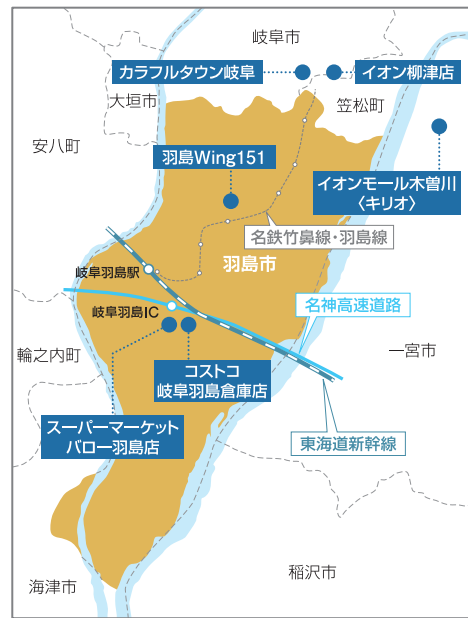 岐阜市
カラフルタウン岐阜
イオン柳津店
大垣市
笠松町
安八町
羽島Wing151
イオンモール木曽川
〈キリオ〉
名鉄竹鼻線・羽島線
羽島市
岐阜羽島駅
岐阜羽島IC
名神高速道路
輪之内町
一宮市
コストコ
岐阜羽島倉庫店
スーパーマーケット
バロー羽島店
東海道新幹線
稲沢市
海津市